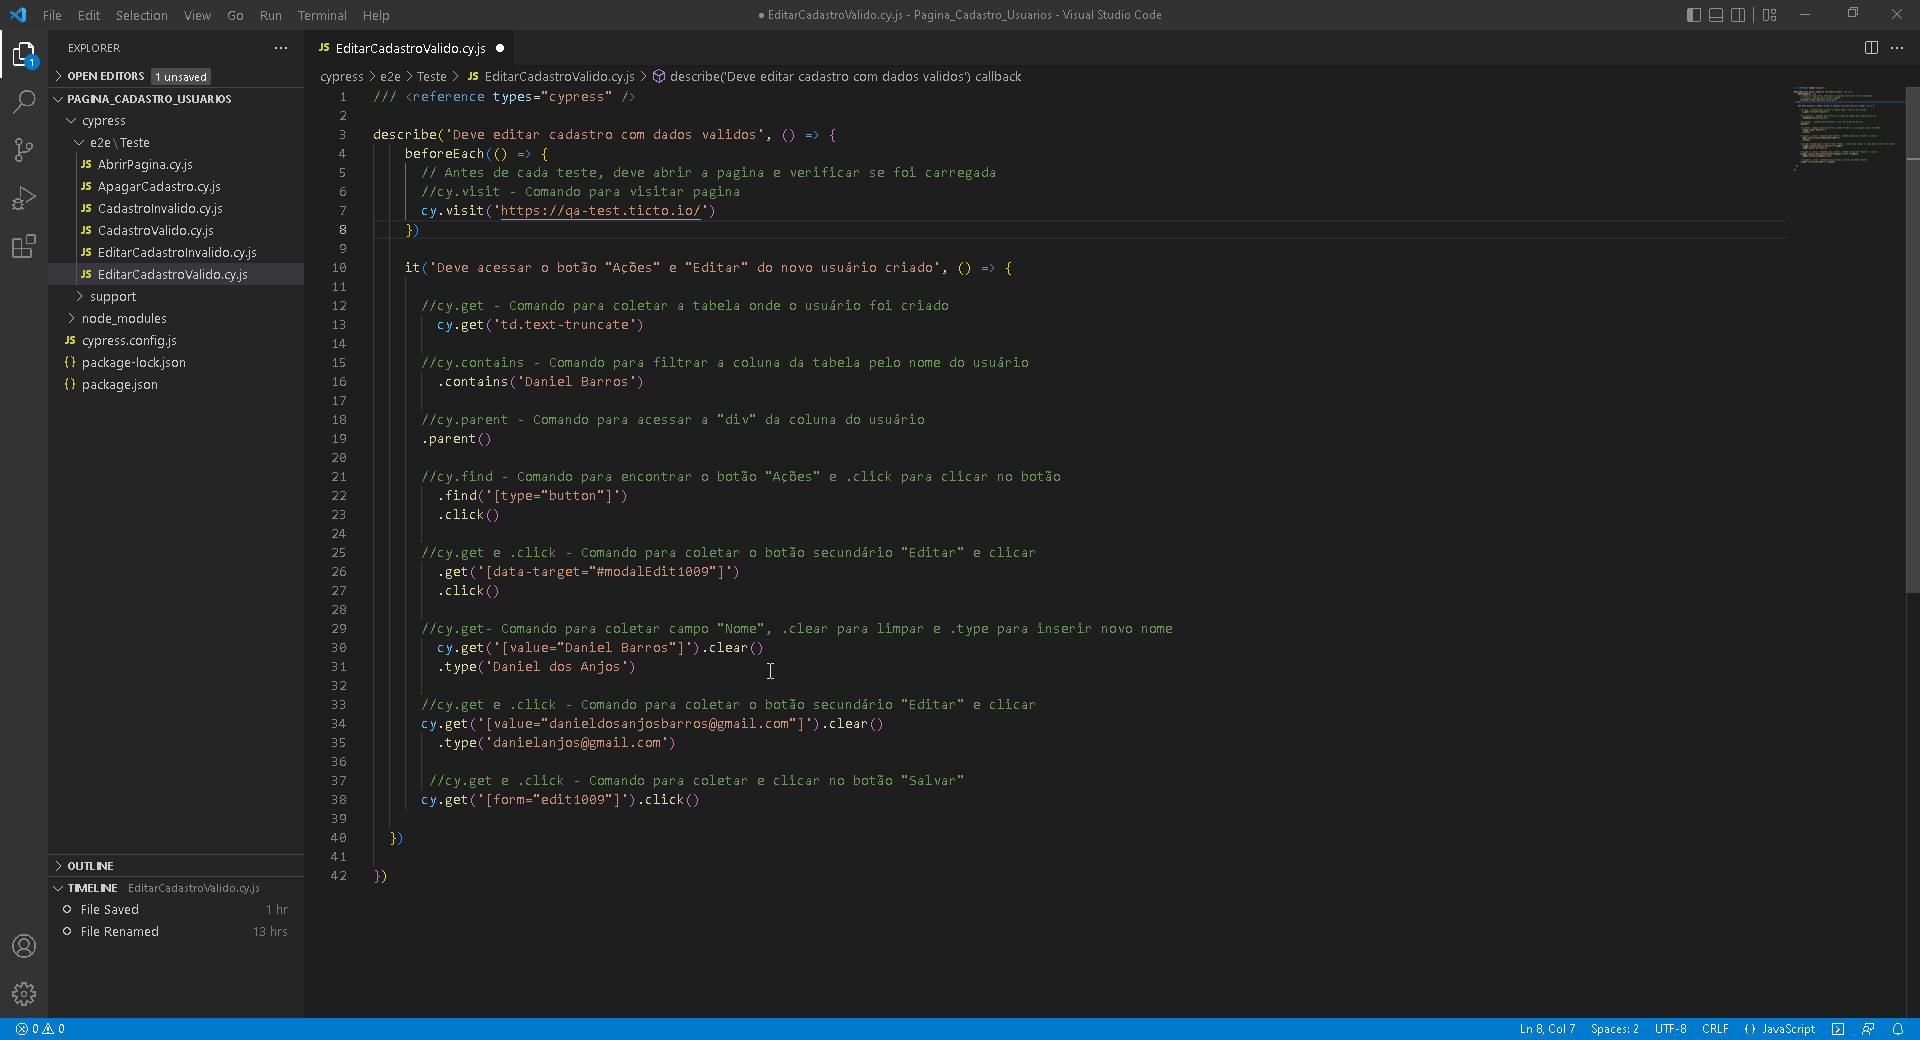 File Edit Selection View Go Run Terminal Help
● EditarCadastroValido.cy.js - Pagina_Cadastro_Usuarios - Visual Studio Code
1
EXPLORER
OPEN EDITORS 1 unsaved
PAGINA_CADASTRO_USUARIOS
cypress
e2e \ Teste
JS AbrirPagina.cy.js
JS ApagarCadastro.cy.js
JS CadastroInvalido.cy.js
JS CadastroValido.cy.js
JS EditarCadastroInvalido.cy.js
JS EditarCadastroValido.cy.js
support
node_modules
JS cypress.config.js
{} package-lock.json
{} package.json
OUTLINE
TIMELINE EditarCadastroValido.cy.js
File Saved 1 hr
File Renamed 13 hrs
JS EditarCadastroValido.cy.js ●
cypress > e2e > Teste > JS EditarCadastroValido.cy.js > describe('Deve editar cadastro com dados validos') callback
1 /// <reference types="cypress" />
2
3 describe('Deve editar cadastro com dados validos', () => {
4 beforeEach(() => {
5 // Antes de cada teste, deve abrir a pagina e verificar se foi carregada
6 //cy.visit - Comando para visitar pagina
7 cy.visit('https://qa-test.ticto.io/')
8 })
9
10 it('Deve acessar o botão "Ações" e "Editar" do novo usuário criado', () => {
11
12 //cy.get - Comando para coletar a tabela onde o usuário foi criado
13 cy.get('td.text-truncate')
14
15 //cy.contains - Comando para filtrar a coluna da tabela pelo nome do usuário
16 .contains('Daniel Barros')
17
18 //cy.parent - Comando para acessar a "div" da coluna do usuário
19 .parent()
20
21 //cy.find - Comando para encontrar o botão "Ações" e .click para clicar no botão
22 .find('[type="button"]')
23 .click()
24
25 //cy.get e .click - Comando para coletar o botão secundário "Editar" e clicar
26 .get('[data-target="#modalEdit1009"]')
27 .click()
28
29 //cy.get- Comando para coletar campo "Nome", .clear para limpar e .type para inserir novo nome
30 cy.get('[value="Daniel Barros"]').clear()
31 .type('Daniel dos Anjos')
32
33 //cy.get e .click - Comando para coletar o botão secundário "Editar" e clicar
34 cy.get('[value="danieldosanjosbarros@gmail.com"]').clear()
35 .type('danielanjos@gmail.com')
36
37 //cy.get e .click - Comando para coletar e clicar no botão "Salvar"
38 cy.get('[form="edit1009"]').click()
39
40 })
41
42 })
0 0
Ln 8, Col 7 Spaces: 2 UTF-8 CRLF {} JavaScript